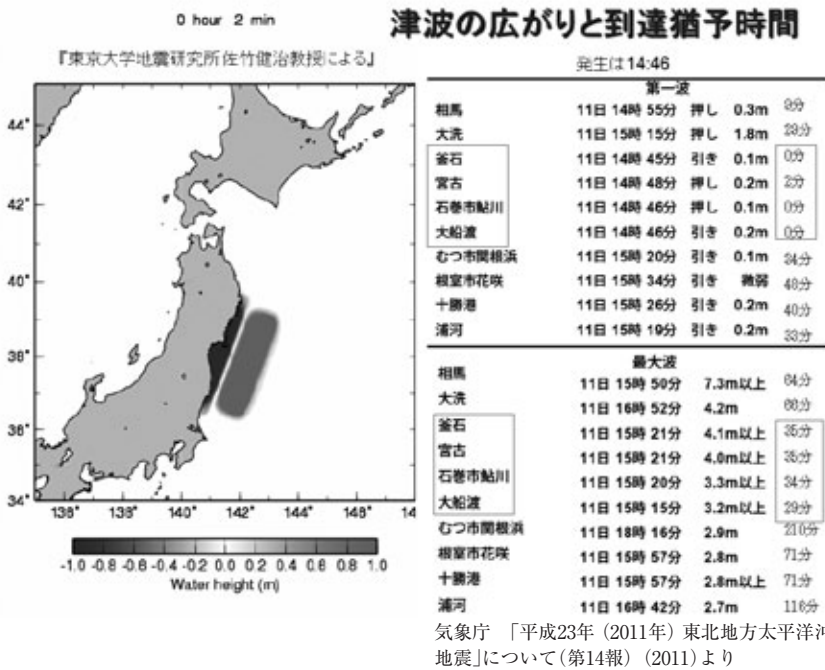 0 hour 2 min
津波の広がりと到達猶予時間
『東京大学地震研究所佐竹健治教授による』
44°
42°
40°
38°
36°
34°
138° 140° 142° 144° 14
-1.0 -0.8 -0.6 -0.4 -0.2 0.0 0.2 0.4 0.6 0.8 1.0
Water height (m)
発生は14:46
第一波
相馬 11日 14時 55分 押し 0.3m 9分
大洗 11日 15時 15分 押し 1.8m 29分
釜石 11日 14時 45分 引き 0.1m 0分
宮古 11日 14時 48分 押し 0.2m 2分
石巻市鮎川 11日 14時 46分 押し 0.1m 0分
大船渡 11日 14時 46分 引き 0.2m 0分
むつ市関根浜 11日 15時 20分 引き 0.1m 34分
根室市花咲 11日 15時 34分 引き 微弱 48分
十勝港 11日 15時 26分 引き 0.2m 40分
浦河 11日 15時 19分 引き 0.2m 33分
最大波
相馬 11日 15時 50分 7.3m以上 64分
大洗 11日 16時 52分 4.2m
釜石 11日 15時 21分 4.1m以上 35分
宮古 11日 15時 21分 4.0m以上 35分
石巻市鮎川 11日 15時 20分 3.3m以上 34分
大船渡 11日 15時 15分 3.2m以上 29分
むつ市関根浜 11日 18時 16分 2.9m 210分
根室市花咲 11日 15時 57分 2.8m 71分
十勝港 11日 15時 57分 2.8m以上 71分
浦河 11日 16時 42分 2.7m 116分
気象庁 「平成23年（2011年）東北地方太平洋沖
地震」について（第14報）（2011）より